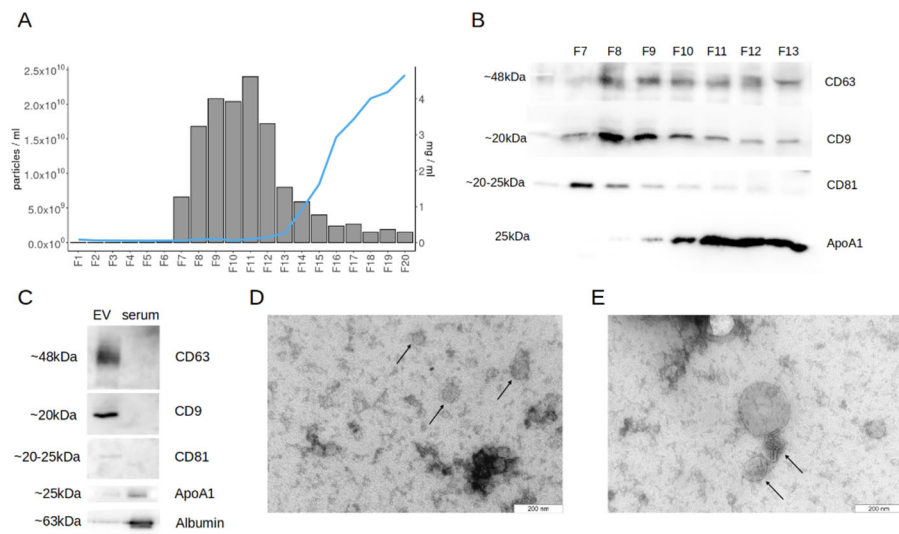 A
2.5x10¹⁰
2.0x10¹⁰
1.5x10¹⁰
1.0x10¹⁰
5.0x10⁹
0.0x10⁰
particles / ml
4
3
2
1
0
mg / ml
F1 F2 F3 F4 F5 F6 F7 F8 F9 F10 F11 F12 F13 F14 F15 F16 F17 F18 F19 F20
B
F7 F8 F9 F10 F11 F12 F13
~48kDa CD63
~20kDa CD9
~20-25kDa CD81
25kDa ApoA1
C
EV serum
~48kDa CD63
~20kDa CD9
~20-25kDa CD81
~25kDa ApoA1
~63kDa Albumin
D
200 nm
E
200 nm